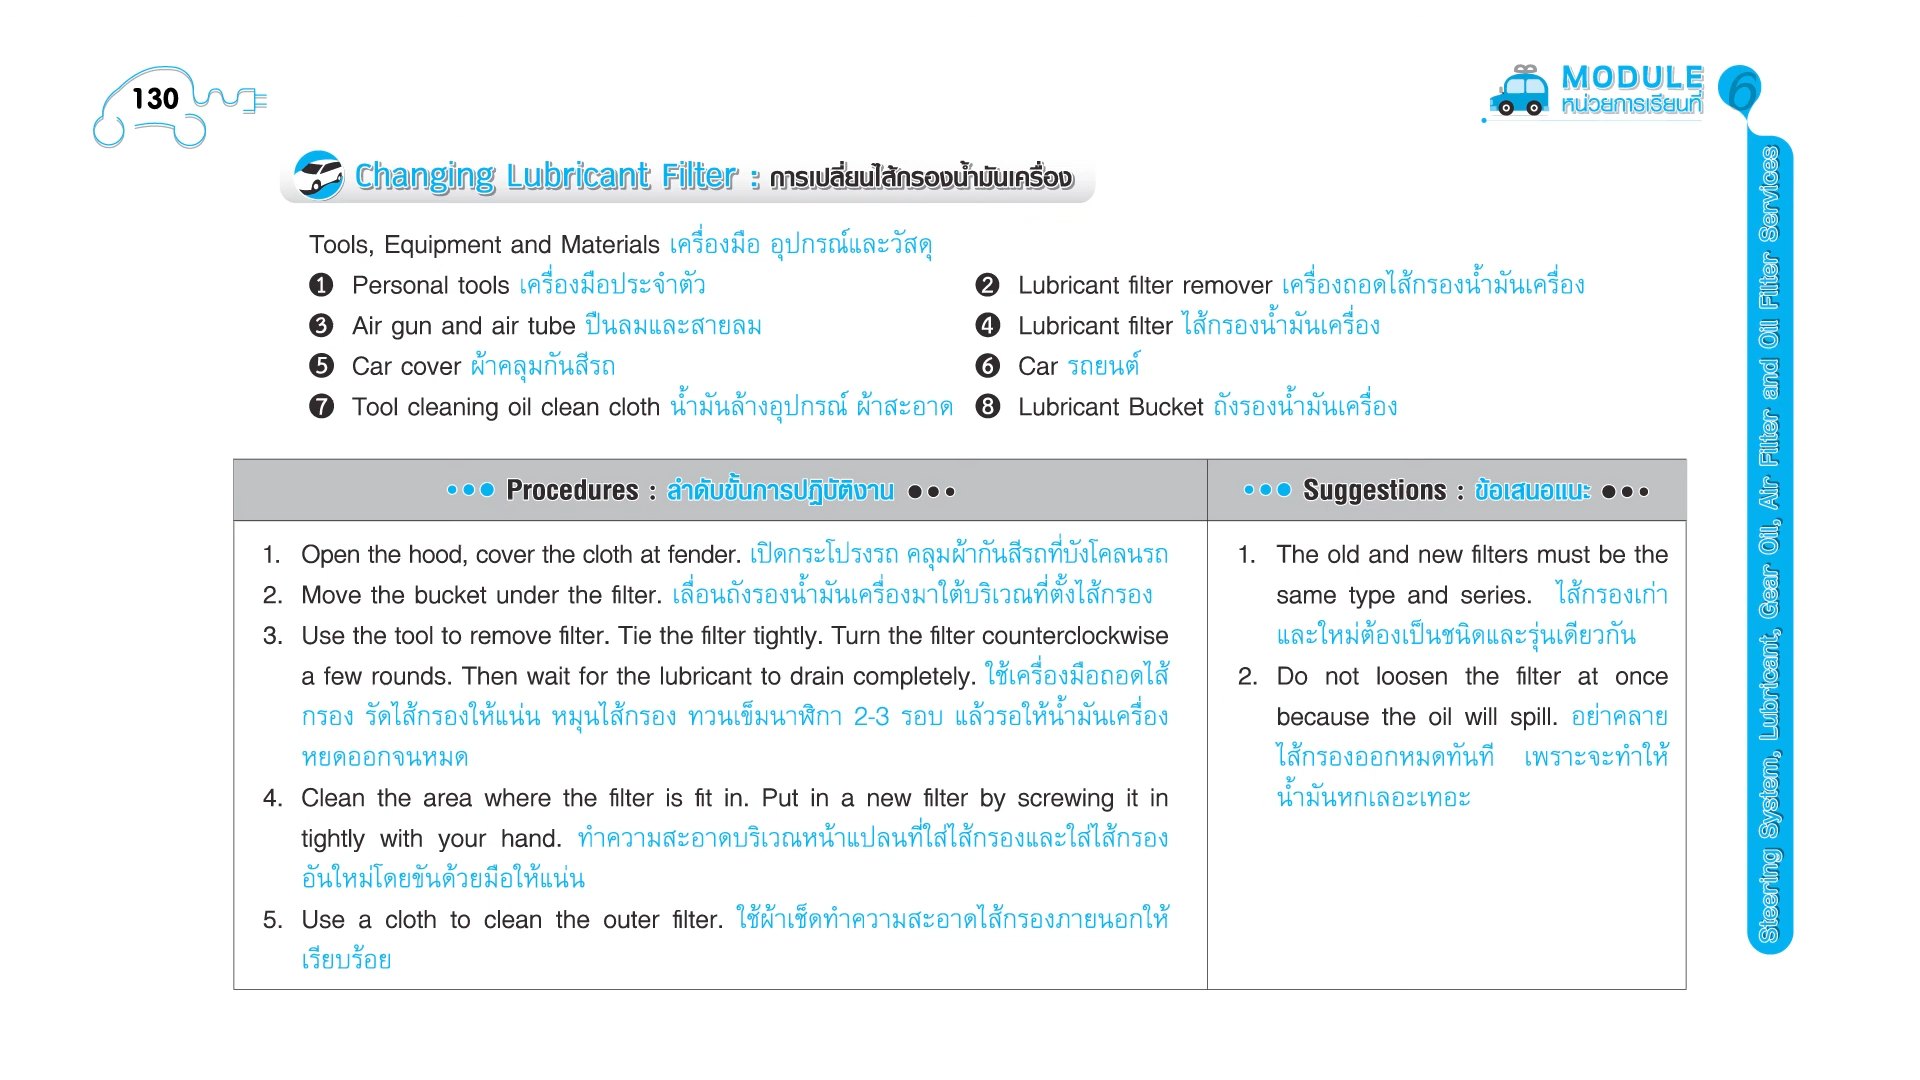 130
MODULE 6
หน่วยการเรียนที่
Changing Lubricant Filter : การเปลี่ยนไส้กรองน้ำมันเครื่อง
Tools, Equipment and Materials เครื่องมือ อุปกรณ์และวัสดุ
❶ Personal tools เครื่องมือประจำตัว
❷ Lubricant filter remover เครื่องถอดไส้กรองน้ำมันเครื่อง
❸ Air gun and air tube ปืนลมและสายลม
❹ Lubricant filter ไส้กรองน้ำมันเครื่อง
❺ Car cover ผ้าคลุมกันสีรถ
❻ Car รถยนต์
❼ Tool cleaning oil clean cloth น้ำมันล้างอุปกรณ์ ผ้าสะอาด
❽ Lubricant Bucket ถังรองน้ำมันเครื่อง
Procedures : ลำดับขั้นการปฏิบัติงาน
1. Open the hood, cover the cloth at fender. เปิดกระโปรงรถ คลุมผ้ากันสีรถที่บังโคลนรถ
2. Move the bucket under the filter. เลื่อนถังรองน้ำมันเครื่องมาใต้บริเวณที่ตั้งไส้กรอง
3. Use the tool to remove filter. Tie the filter tightly. Turn the filter counterclockwise
a few rounds. Then wait for the lubricant to drain completely. ใช้เครื่องมือถอดไส้
กรอง รัดไส้กรองให้แน่น หมุนไส้กรอง ทวนเข็มนาฬิกา 2-3 รอบ แล้วรอให้น้ำมันเครื่อง
หยดออกจนหมด
4. Clean the area where the filter is fit in. Put in a new filter by screwing it in
tightly with your hand. ทำความสะอาดบริเวณหน้าแปลนที่ใส่ไส้กรองและใส่ไส้กรอง
อันใหม่โดยขันด้วยมือให้แน่น
5. Use a cloth to clean the outer filter. ใช้ผ้าเช็ดทำความสะอาดไส้กรองภายนอกให้
เรียบร้อย
Suggestions : ข้อเสนอแนะ
1. The old and new filters must be the
same type and series. ไส้กรองเก่า
และใหม่ต้องเป็นชนิดและรุ่นเดียวกัน
2. Do not loosen the filter at once
because the oil will spill. อย่าคลาย
ไส้กรองออกหมดทันที เพราะจะทำให้
น้ำมันหกเลอะเทอะ
Steering System, Lubricant, Gear Oil, Air Filter and Oil Filter Services